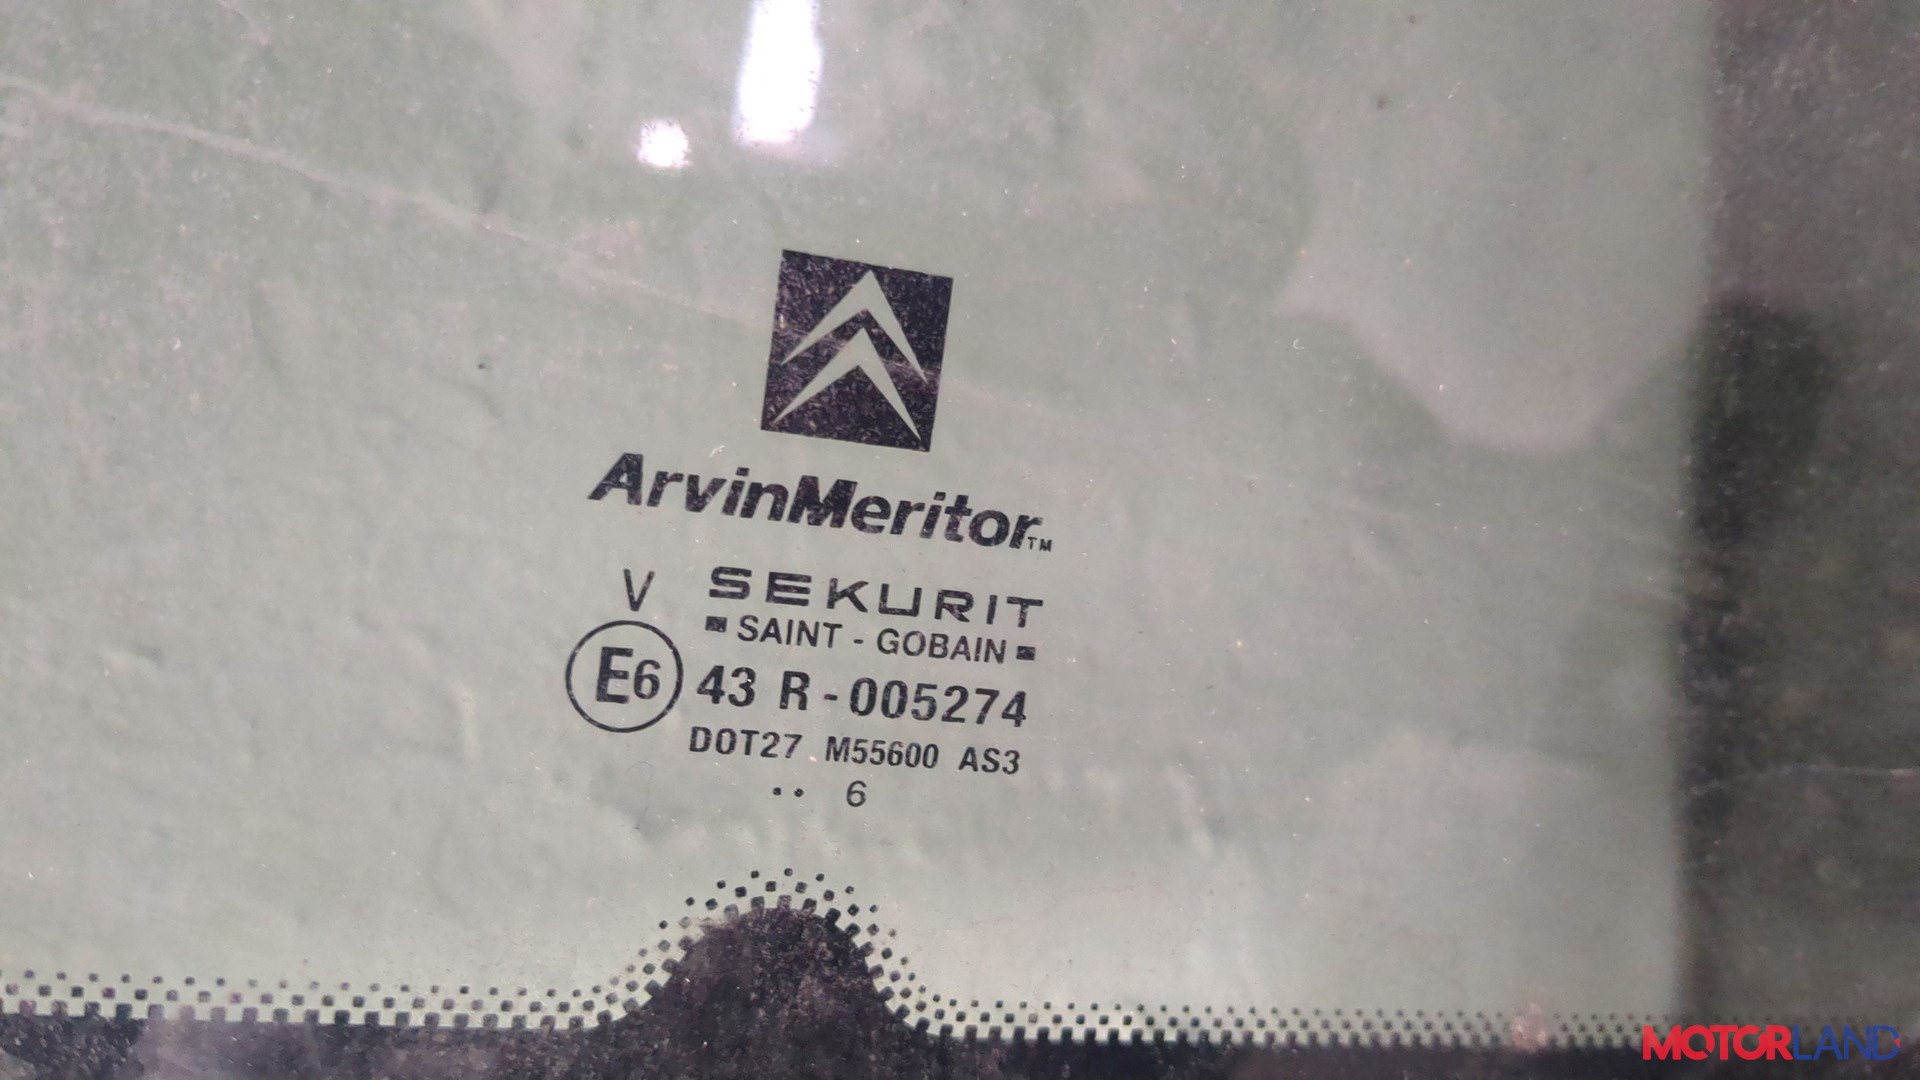 ArvinMeritor™
V SEKURIT
SAINT - GOBAIN
E6 43 R - 005274
DOT27 M55600 AS3
.. 6
MOTORLAND